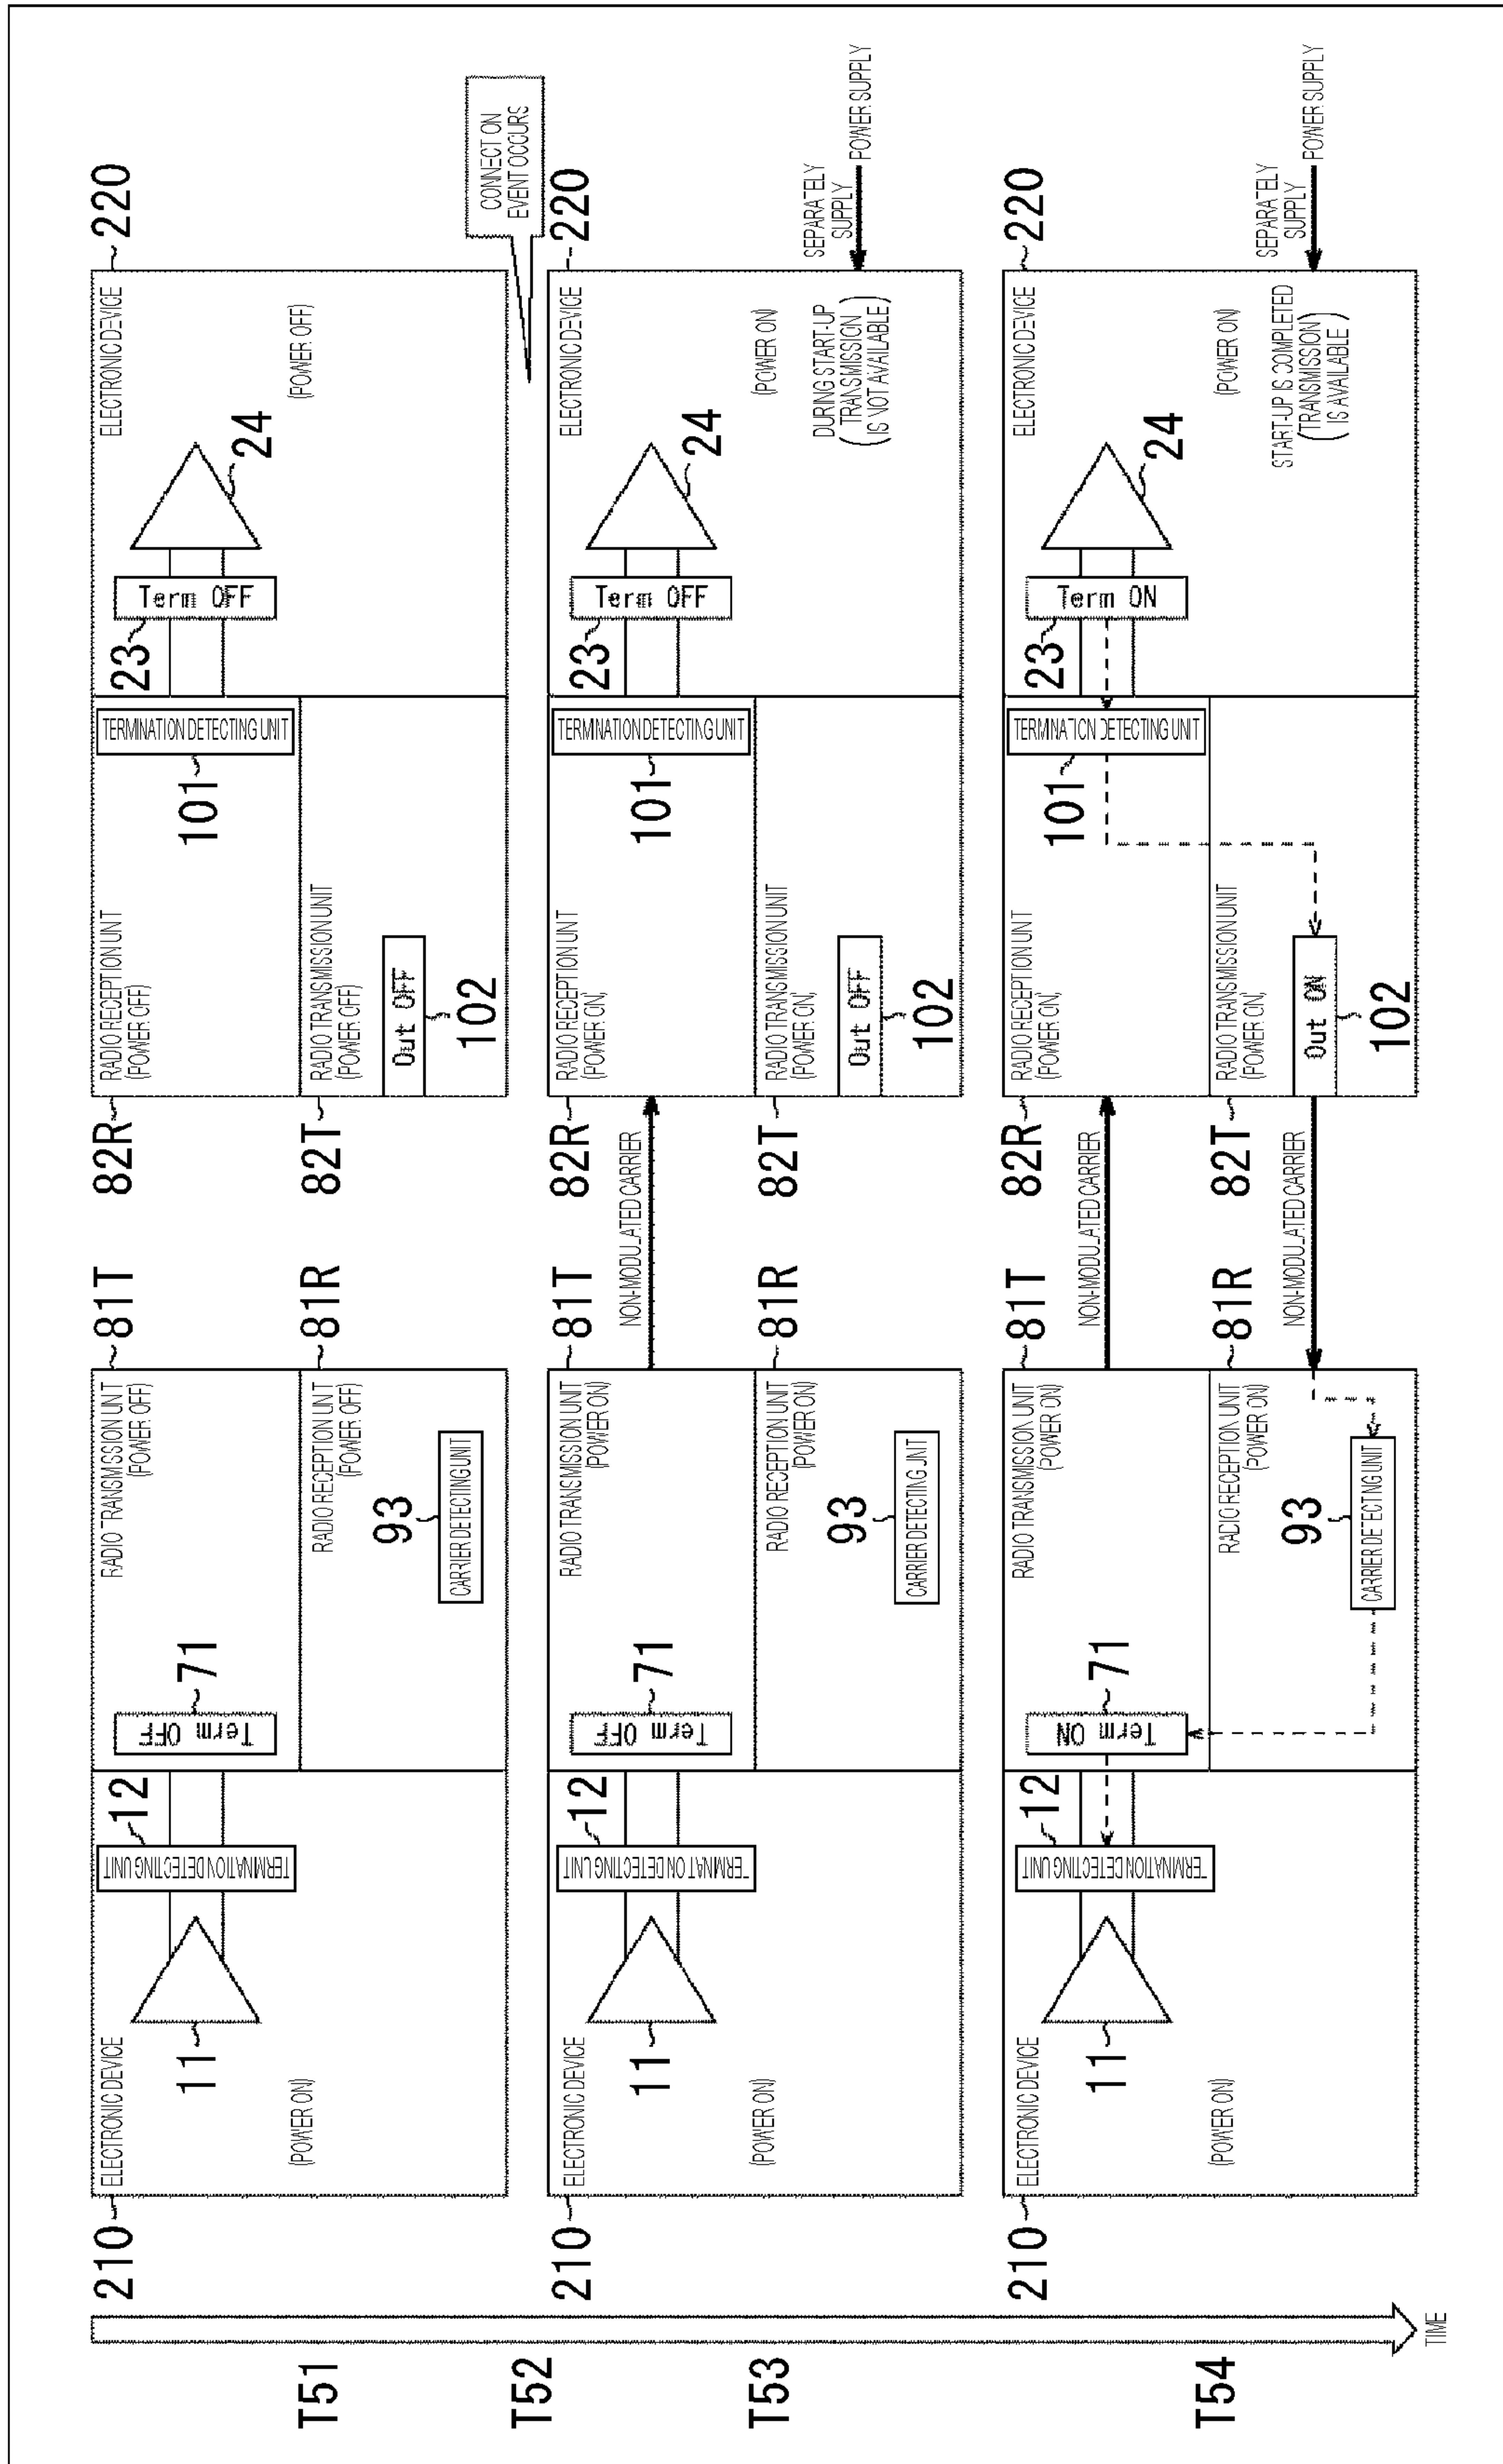 T51
210
ELECTRONIC DEVICE
(POWER ON)
11
12
TERMINATION DETECTING UNIT
81T
RADIO TRANSMISSION UNIT
(POWER OFF)
71
Term OFF
81R
RADIO RECEPTION UNIT
(POWER OFF)
93
CARRIER DETECTING UNIT
82R
RADIO RECEPTION UNIT
(POWER OFF)
101
TERMINATION DETECTING UNIT
82T
RADIO TRANSMISSION UNIT
(POWER OFF)
Out OFF
102
220
ELECTRONIC DEVICE
23
Term OFF
24
(POWER OFF)
T52
CONNECTION
EVENT OCCURS
T53
210
ELECTRONIC DEVICE
(POWER ON)
11
12
TERMINATION DETECTING UNIT
81T
RADIO TRANSMISSION UNIT
(POWER ON)
71
Term OFF
81R
RADIO RECEPTION UNIT
(POWER ON)
93
CARRIER DETECTING UNIT
NON-MODULATED CARRIER
82R
RADIO RECEPTION UNIT
(POWER ON)
101
TERMINATION DETECTING UNIT
82T
RADIO TRANSMISSION UNIT
(POWER ON)
Out OFF
102
220
ELECTRONIC DEVICE
23
Term OFF
24
(POWER ON)
DURING START-UP
(TRANSMISSION
IS NOT AVAILABLE)
SEPARATELY
SUPPLY
POWER SUPPLY
T54
210
ELECTRONIC DEVICE
(POWER ON)
11
12
TERMINATION DETECTING UNIT
81T
RADIO TRANSMISSION UNIT
(POWER ON)
71
Term ON
81R
RADIO RECEPTION UNIT
(POWER ON)
93
CARRIER DETECTING UNIT
NON-MODULATED CARRIER
NON-MODULATED CARRIER
82R
RADIO RECEPTION UNIT
(POWER ON)
101
TERMINATION DETECTING UNIT
82T
RADIO TRANSMISSION UNIT
(POWER ON)
Out ON
102
220
ELECTRONIC DEVICE
23
Term ON
24
(POWER ON)
START-UP IS COMPLETED
(TRANSMISSION
IS AVAILABLE)
SEPARATELY
SUPPLY
POWER SUPPLY
TIME